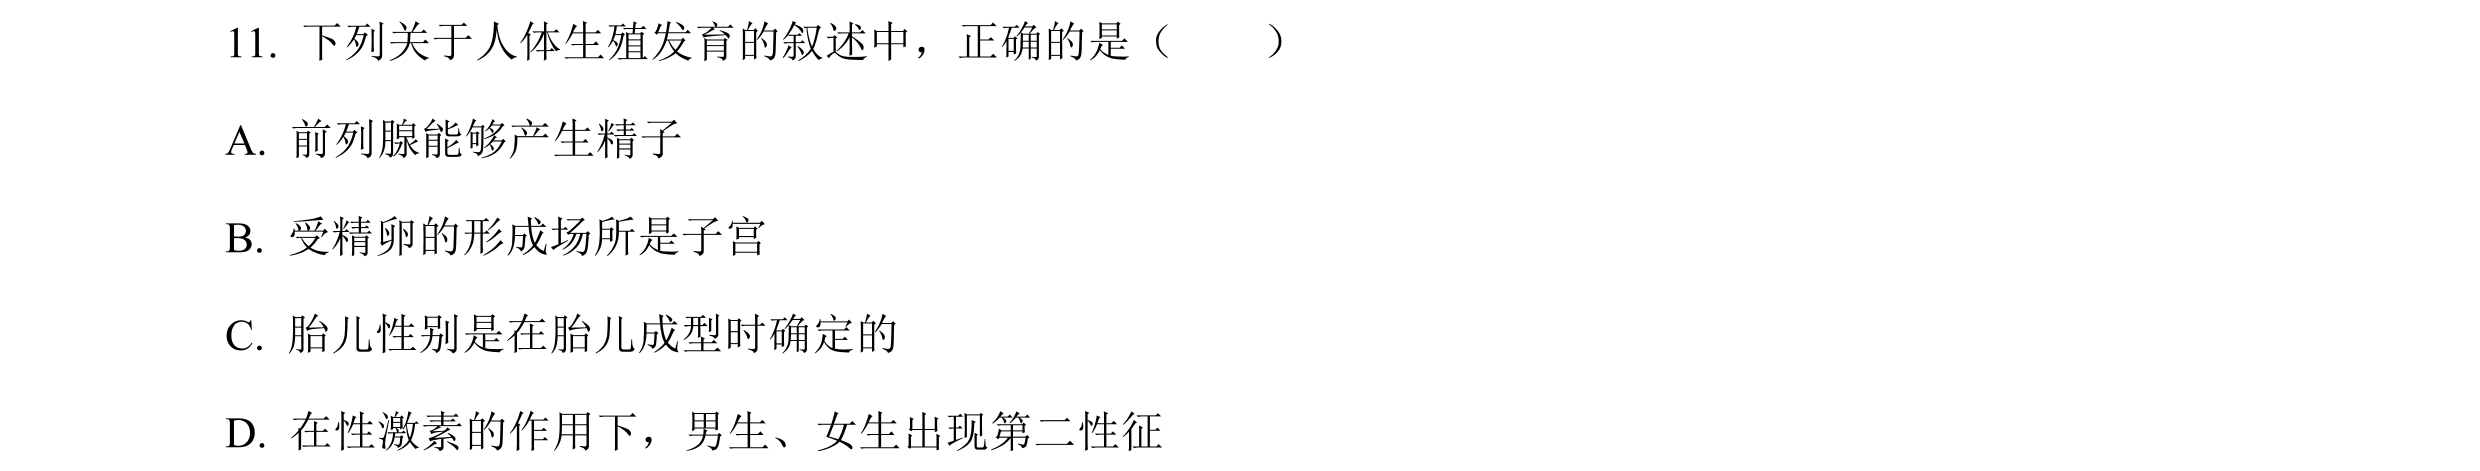 11. 下列关于人体生殖发育的叙述中，正确的是（　　）
A. 前列腺能够产生精子
B. 受精卵的形成场所是子宫
C. 胎儿性别是在胎儿成型时确定的
D. 在性激素的作用下，男生、女生出现第二性征